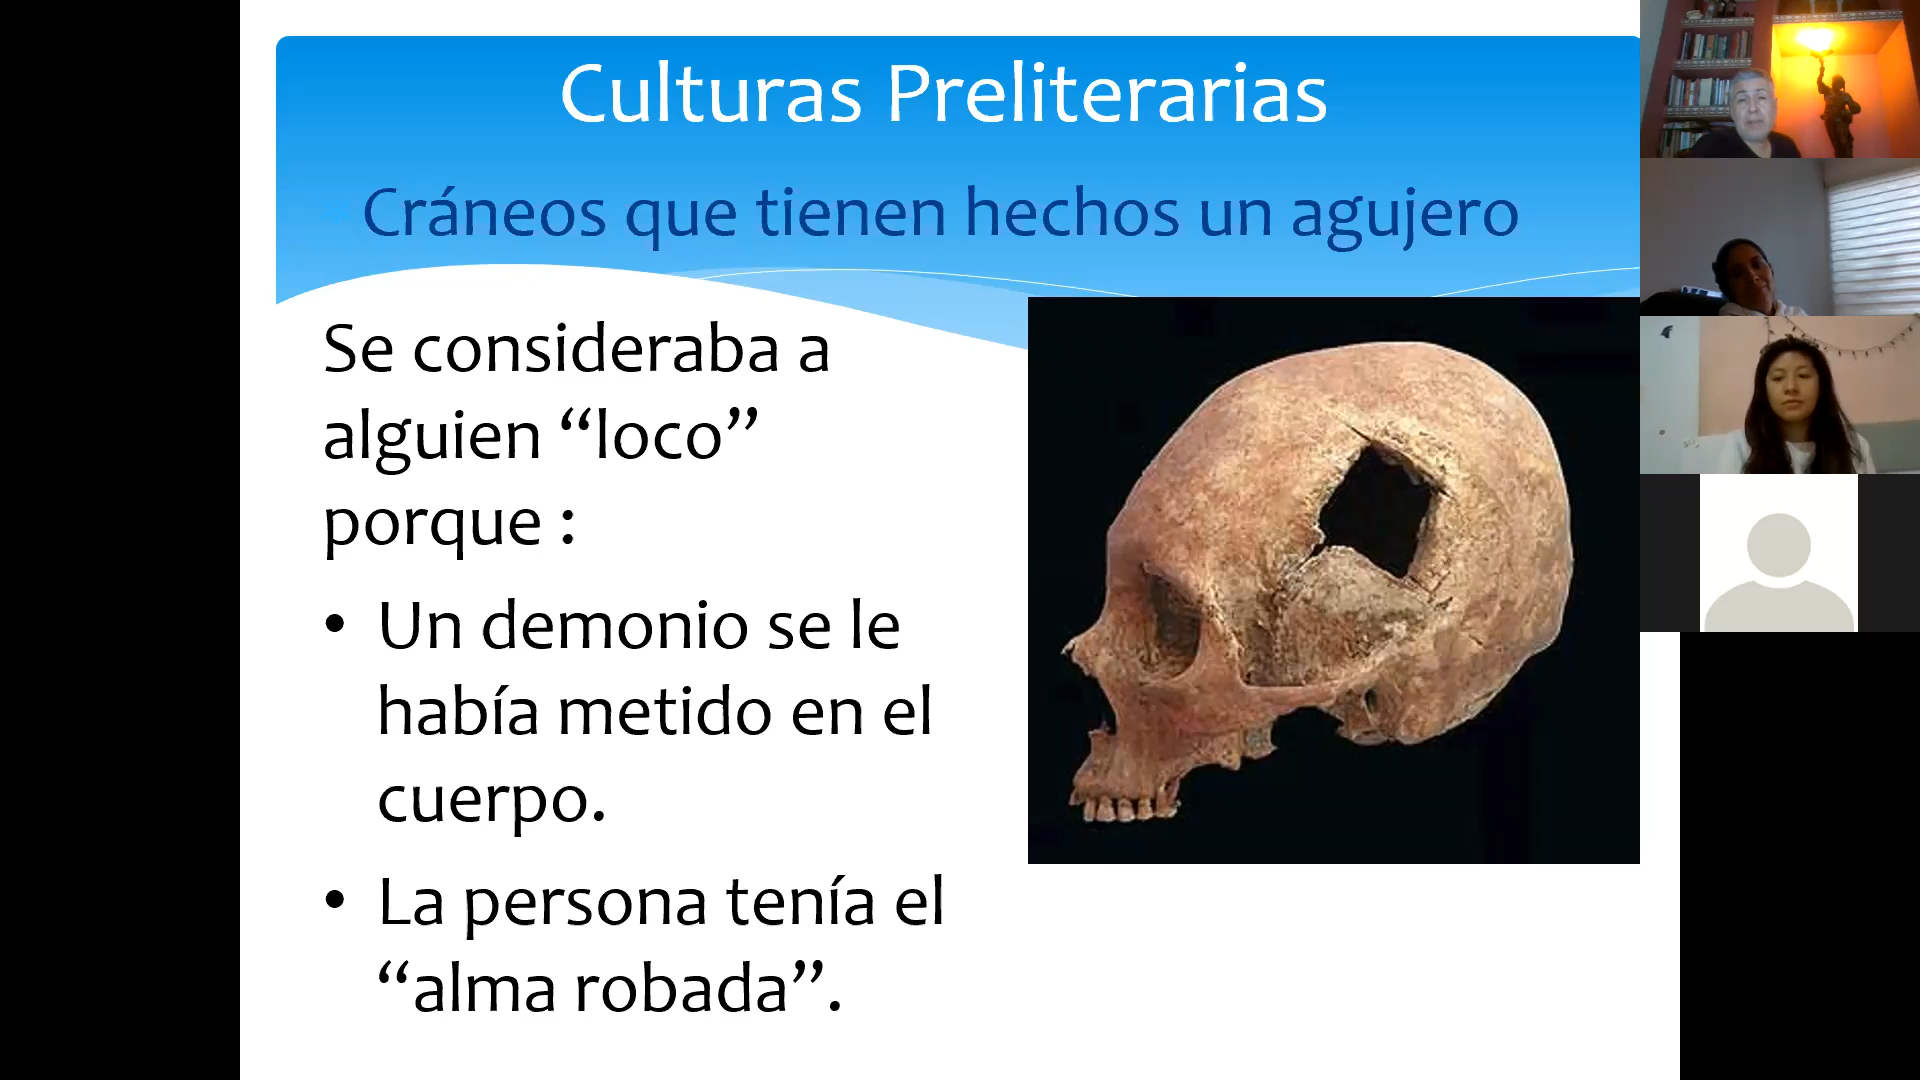 Culturas Preliterarias
Cráneos que tienen hechos un agujero
Se consideraba a
alguien “loco”
porque :
• Un demonio se le
había metido en el
cuerpo.
• La persona tenía el
“alma robada”.